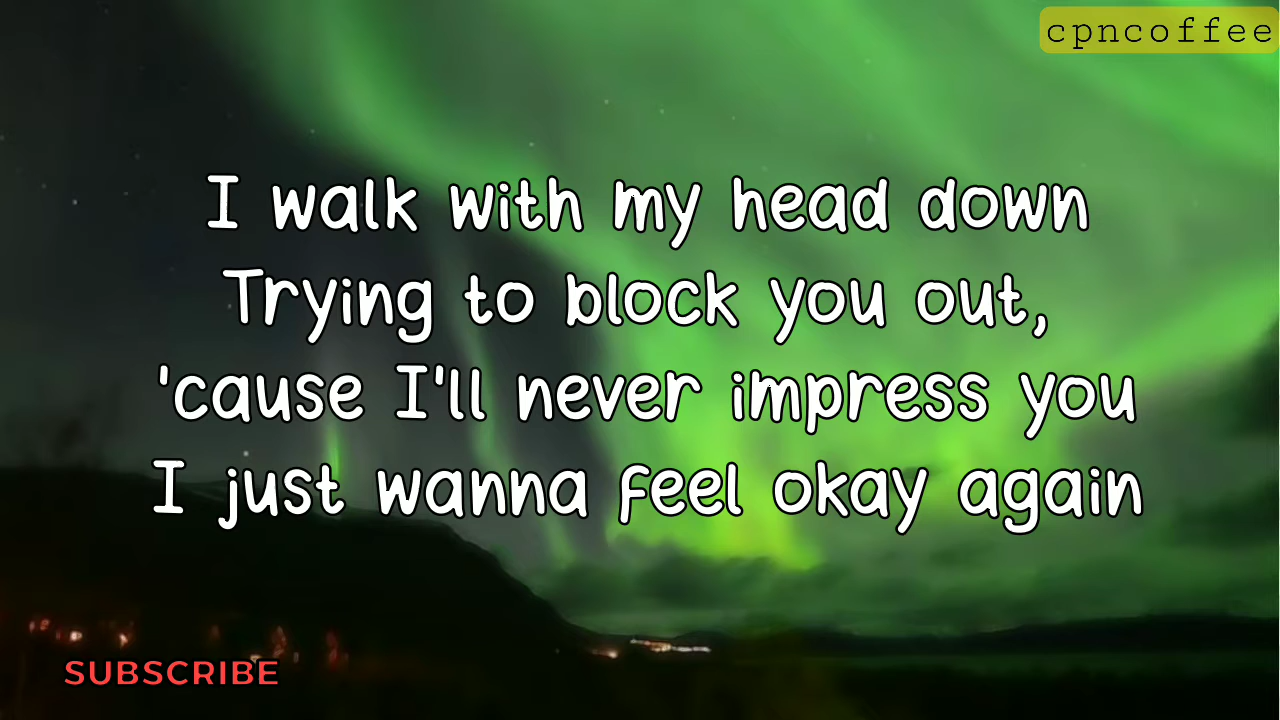 cpncoffee
I walk with my head down
Trying to block you out,
'cause I'll never impress you
I just wanna feel okay again
SUBSCRIBE